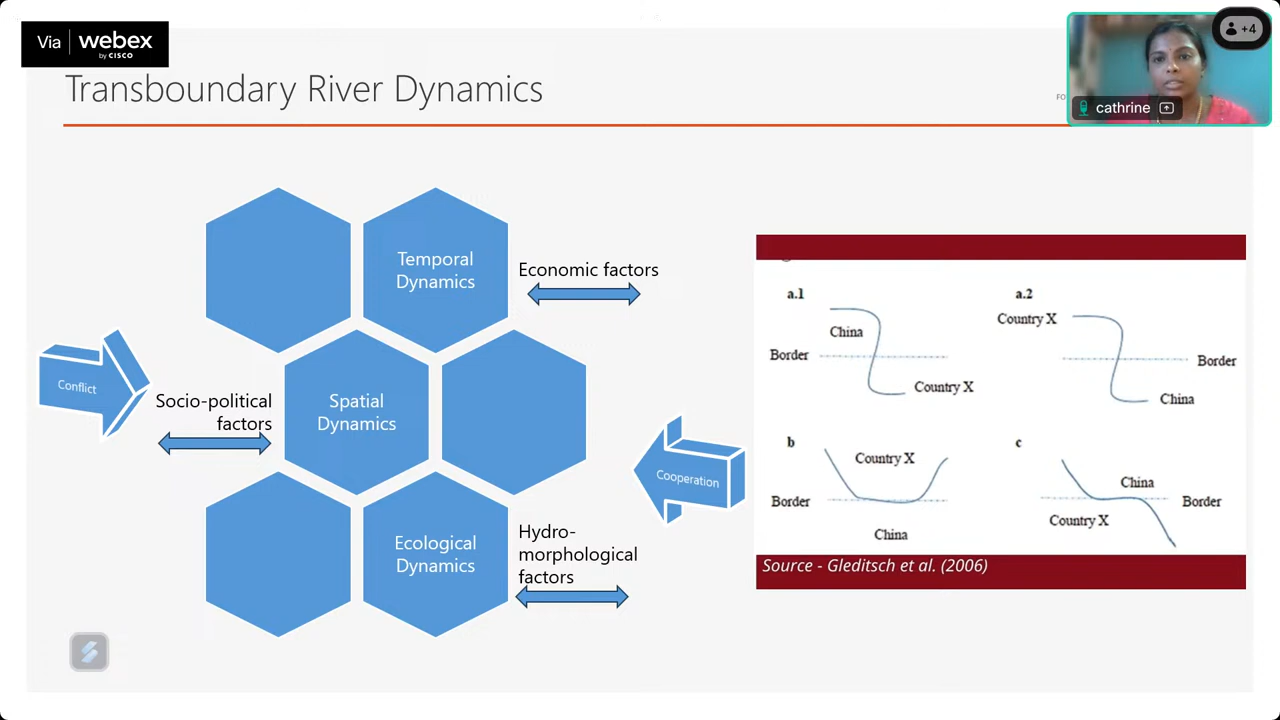 Via webex
by CISCO
+4
cathrine
Transboundary River Dynamics
FO
Temporal
Dynamics
Economic factors
Conflict
Socio-political
factors
Spatial
Dynamics
Cooperation
Ecological
Dynamics
Hydro-
morphological
factors
a.1
China
Border
Country X
a.2
Country X
Border
China
b
Country X
Border
China
c
China
Border
Country X
Source - Gleditsch et al. (2006)